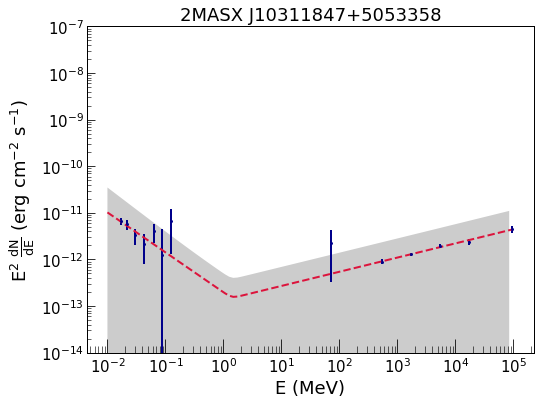 2MASX J10311847+5053358
E² dN/dE (erg cm⁻² s⁻¹)
10⁻⁷
10⁻⁸
10⁻⁹
10⁻¹⁰
10⁻¹¹
10⁻¹²
10⁻¹³
10⁻¹⁴
10⁻² 10⁻¹ 10⁰ 10¹ 10² 10³ 10⁴ 10⁵
E (MeV)